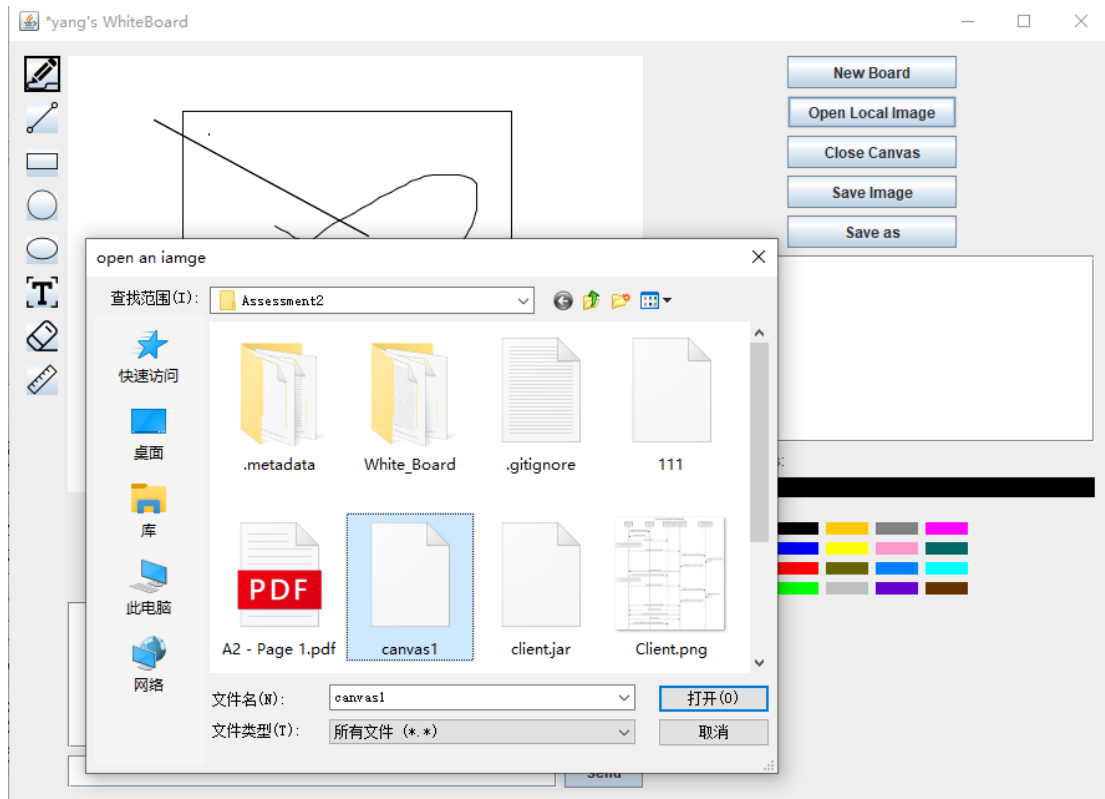 *yang's WhiteBoard
New Board
Open Local Image
Close Canvas
Save Image
Save as
T
open an iamge
查找范围(I):
Assessment2
快速访问
桌面
库
此电脑
网络
.metadata
White_Board
.gitignore
111
PDF
A2 - Page 1.pdf
canvas1
client.jar
Client.png
文件名(N):
canvas1
打开(O)
文件类型(T):
所有文件 (*.*)
取消
Send